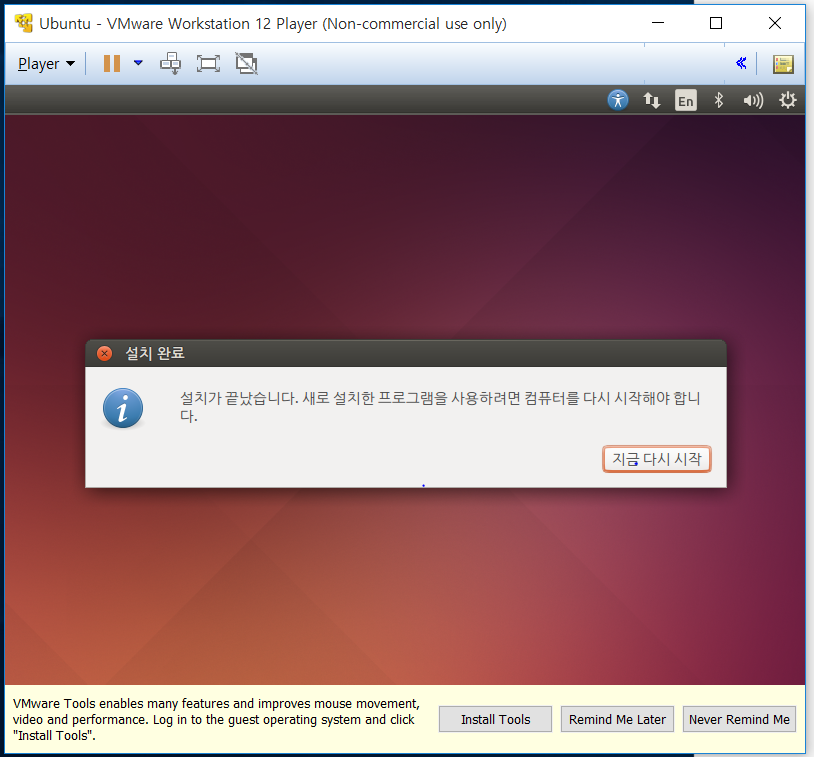 Ubuntu - VMware Workstation 12 Player (Non-commercial use only)
Player
En
설치 완료
설치가 끝났습니다. 새로 설치한 프로그램을 사용하려면 컴퓨터를 다시 시작해야 합니
다.
지금 다시 시작
VMware Tools enables many features and improves mouse movement,
video and performance. Log in to the guest operating system and click
"Install Tools".
Install Tools
Remind Me Later
Never Remind Me